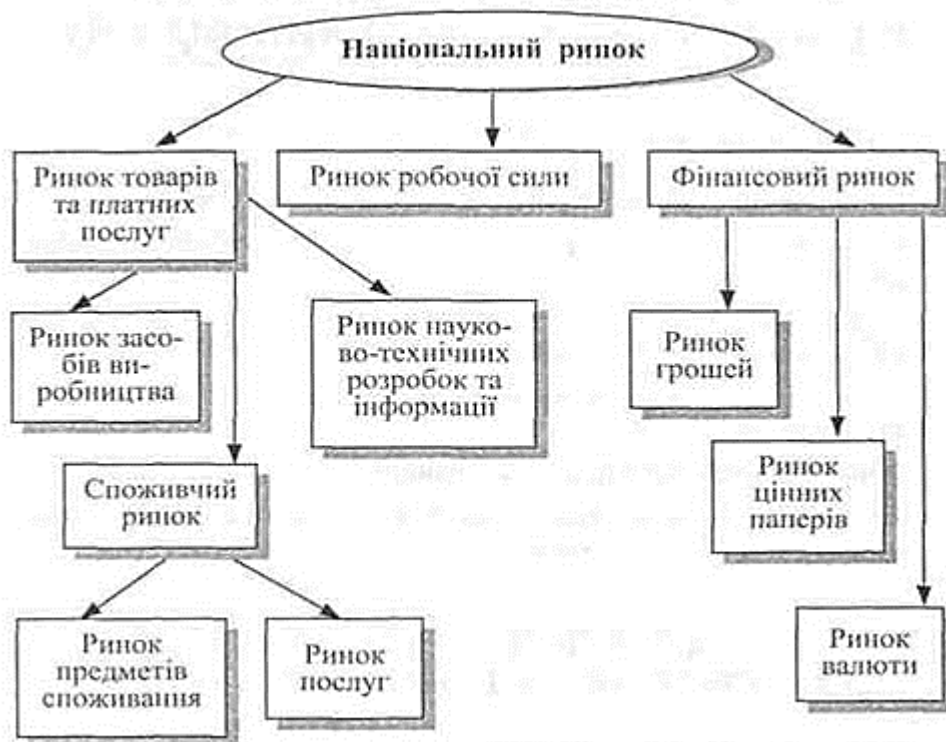 Національний ринок
Ринок товарів
та платних
послуг
Ринок робочої сили
Фінансовий ринок
Ринок засо-
бів ви-
робництва
Ринок науко-
во-технічних
розробок та
інформації
Ринок
грошей
Споживчий
ринок
Ринок
цінних
паперів
Ринок
предметів
споживання
Ринок
послуг
Ринок
валюти